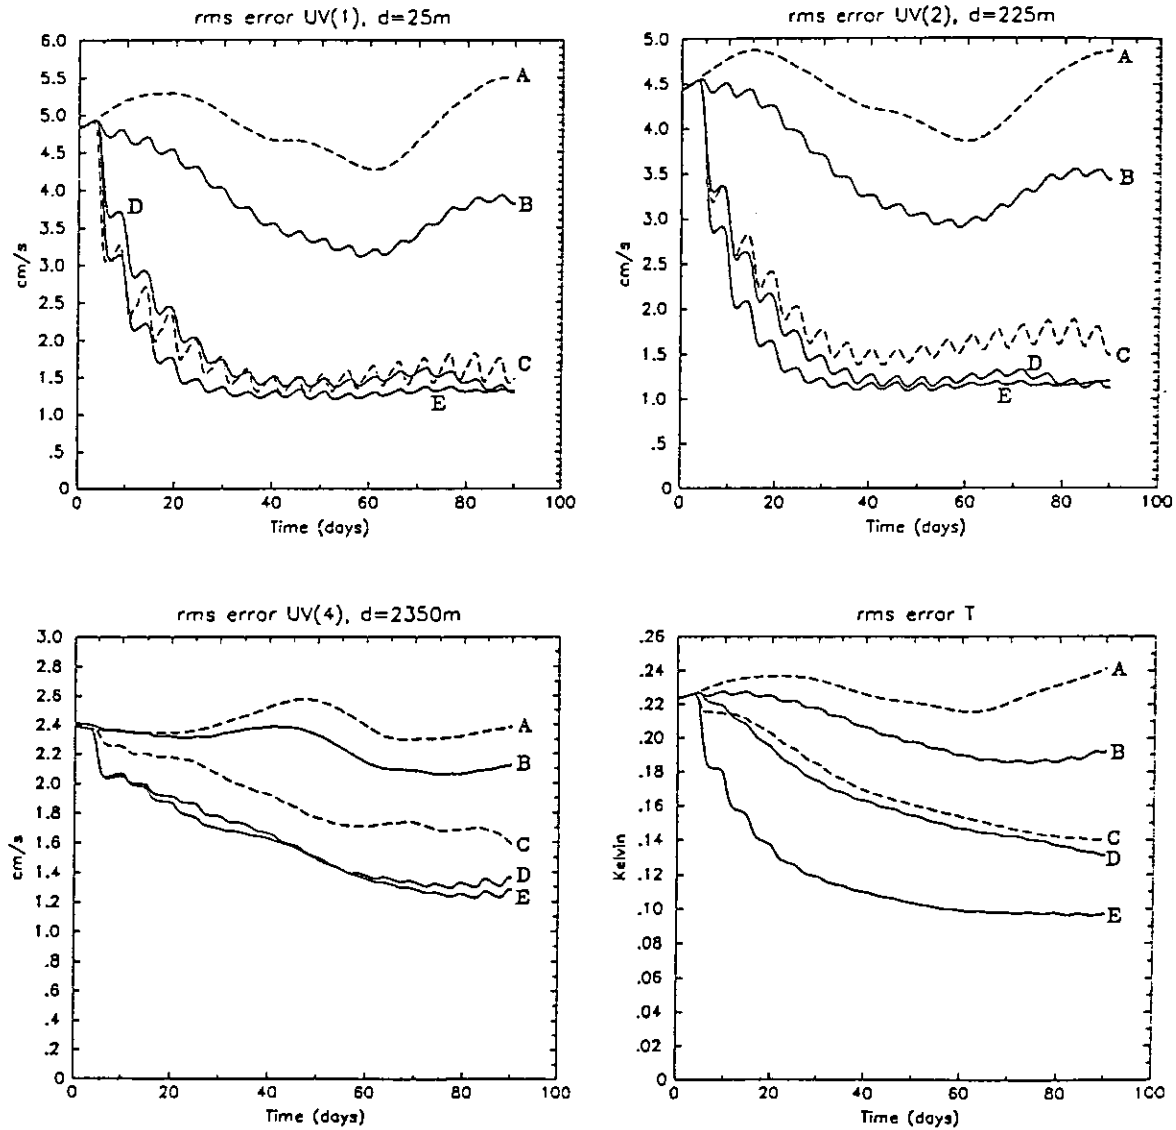 rms error UV(1), d=25m
6.0
5.5
5.0
4.5
4.0
3.5
3.0
2.5
2.0
1.5
1.0
.5
0
cm/s
A
B
C
D
E
0 20 40 60 80 100
Time (days)
rms error UV(2), d=225m
5.0
4.5
4.0
3.5
3.0
2.5
2.0
1.5
1.0
.5
0
cm/s
A
B
C
D
E
0 20 40 60 80 100
Time (days)
rms error UV(4), d=2350m
3.0
2.8
2.6
2.4
2.2
2.0
1.8
1.6
1.4
1.2
1.0
.8
.6
.4
.2
0
cm/s
A
B
C
D
E
0 20 40 60 80 100
Time (days)
rms error T
.26
.24
.22
.20
.18
.16
.14
.12
.10
.08
.06
.04
.02
0
Kelvin
A
B
C
D
E
0 20 40 60 80 100
Time (days)